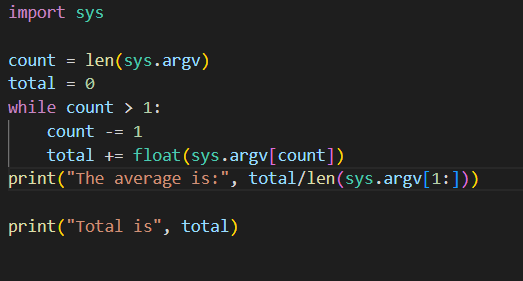 import sys
count = len(sys.argv)
total = 0
while count > 1:
    count -= 1
    total += float(sys.argv[count])
print("The average is:", total/len(sys.argv[1:]))
print("Total is", total)